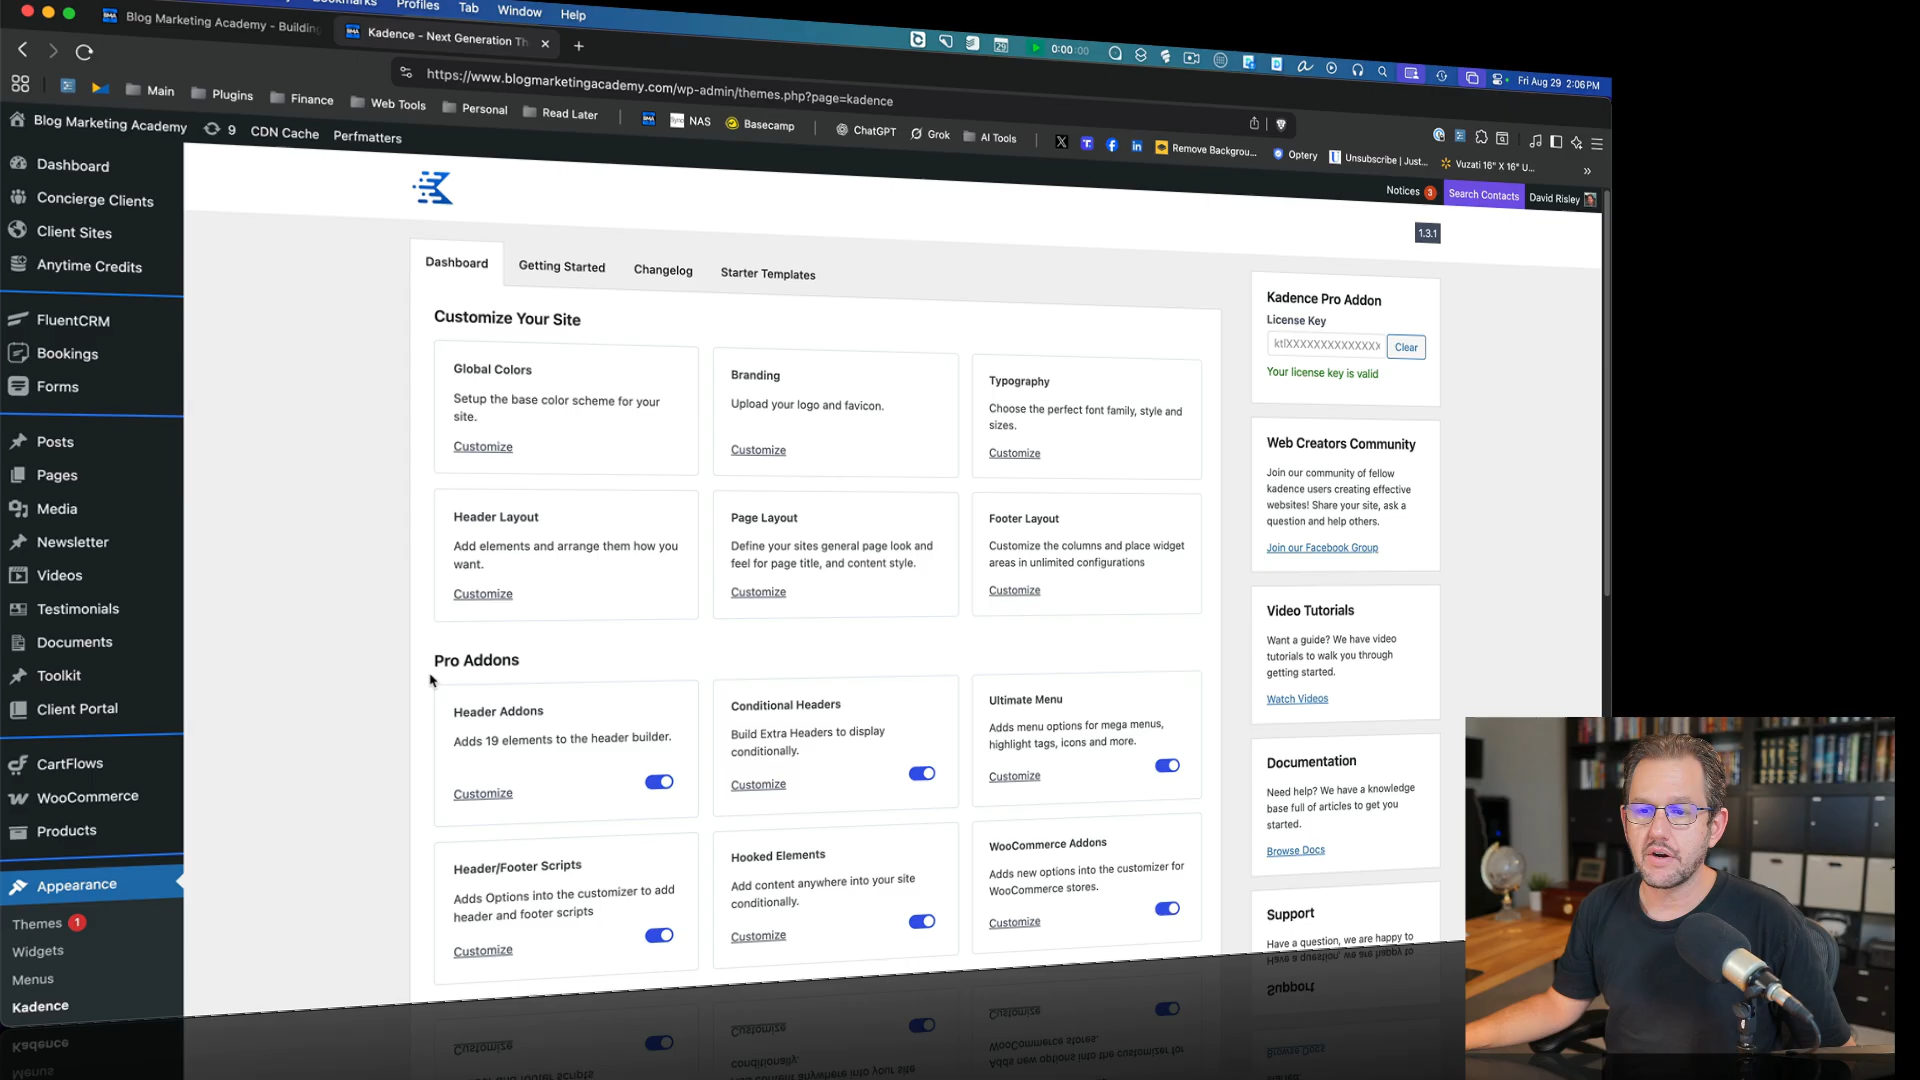 Bookmarks Profiles Tab Window Help
0:00:00
29
Fri Aug 29 2:06 PM
Blog Marketing Academy - Building
Kadence - Next Generation Th
https://www.blogmarketingacademy.com/wp-admin/themes.php?page=kadence
Main
Plugins
Finance
Web Tools
Personal
Read Later
NAS
Basecamp
ChatGPT
Grok
AI Tools
Remove Backgrou...
Optery
Unsubscribe | Just...
Vuzati 16" X 16" U...
Blog Marketing Academy 9 CDN Cache Perfmatters
Notices 3 Search Contacts David Risley
Dashboard
Concierge Clients
Client Sites
Anytime Credits
FluentCRM
Bookings
Forms
Posts
Pages
Media
Newsletter
Videos
Testimonials
Documents
Toolkit
Client Portal
CartFlows
WooCommerce
Products
Appearance
Themes 1
Widgets
Menus
Kadence
1.3.1
Dashboard Getting Started Changelog Starter Templates
Customize Your Site
Global Colors
Setup the base color scheme for your
site.
Customize
Branding
Upload your logo and favicon.
Customize
Typography
Choose the perfect font family, style and
sizes.
Customize
Header Layout
Add elements and arrange them how you
want.
Customize
Page Layout
Define your sites general page look and
feel for page title, and content style.
Customize
Footer Layout
Customize the columns and place widget
areas in unlimited configurations
Customize
Pro Addons
Header Addons
Adds 19 elements to the header builder.
Customize
Conditional Headers
Build Extra Headers to display
conditionally.
Customize
Ultimate Menu
Adds menu options for mega menus,
highlight tags, icons and more.
Customize
Header/Footer Scripts
Adds Options into the customizer to add
header and footer scripts
Customize
Hooked Elements
Add content anywhere into your site
conditionally.
Customize
WooCommerce Addons
Adds new options into the customizer for
WooCommerce stores.
Customize
Kadence Pro Addon
License Key
ktlXXXXXXXXXXXXXX
Clear
Your license key is valid
Web Creators Community
Join our community of fellow
kadence users creating effective
websites! Share your site, ask a
question and help others.
Join our Facebook Group
Video Tutorials
Want a guide? We have video
tutorials to walk you through
getting started.
Watch Videos
Documentation
Need help? We have a knowledge
base full of articles to get you
started.
Browse Docs
Support
Have a question, we are happy to